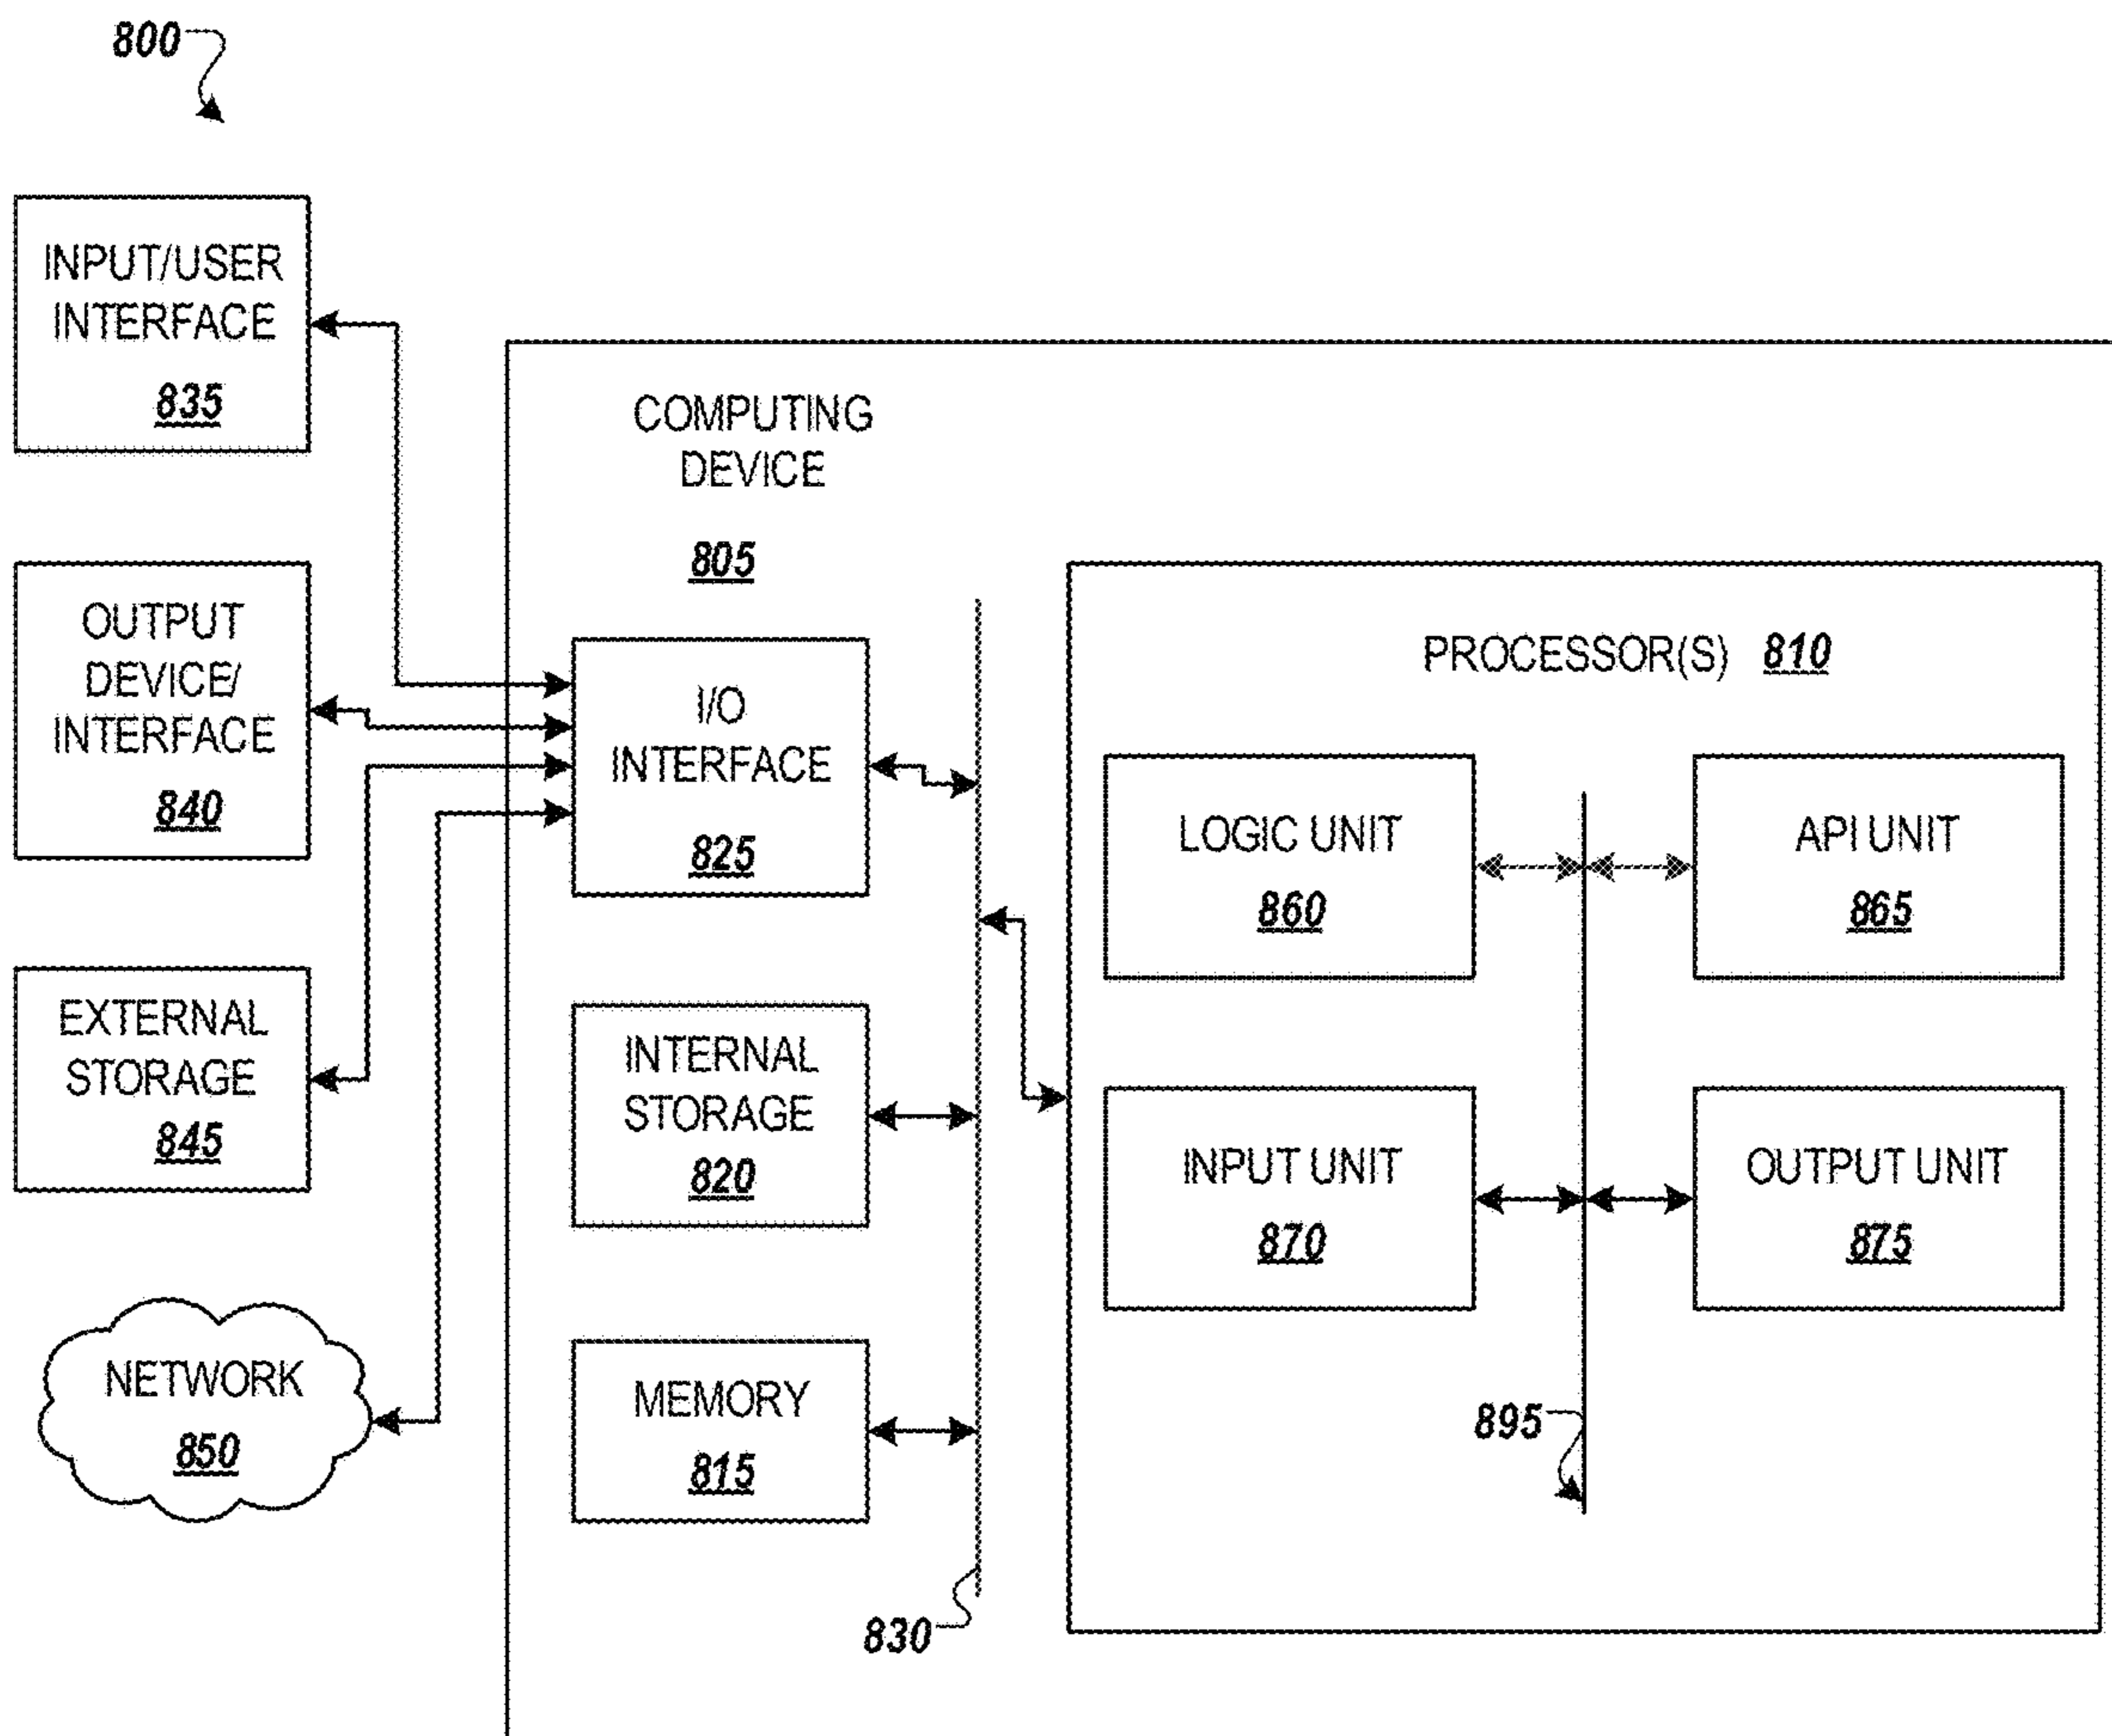 800
INPUT/USER
INTERFACE
835
OUTPUT
DEVICE/
INTERFACE
840
EXTERNAL
STORAGE
845
NETWORK
850
COMPUTING
DEVICE
805
I/O
INTERFACE
825
INTERNAL
STORAGE
820
MEMORY
815
830
PROCESSOR(S) 810
LOGIC UNIT
860
API UNIT
865
INPUT UNIT
870
OUTPUT UNIT
875
895